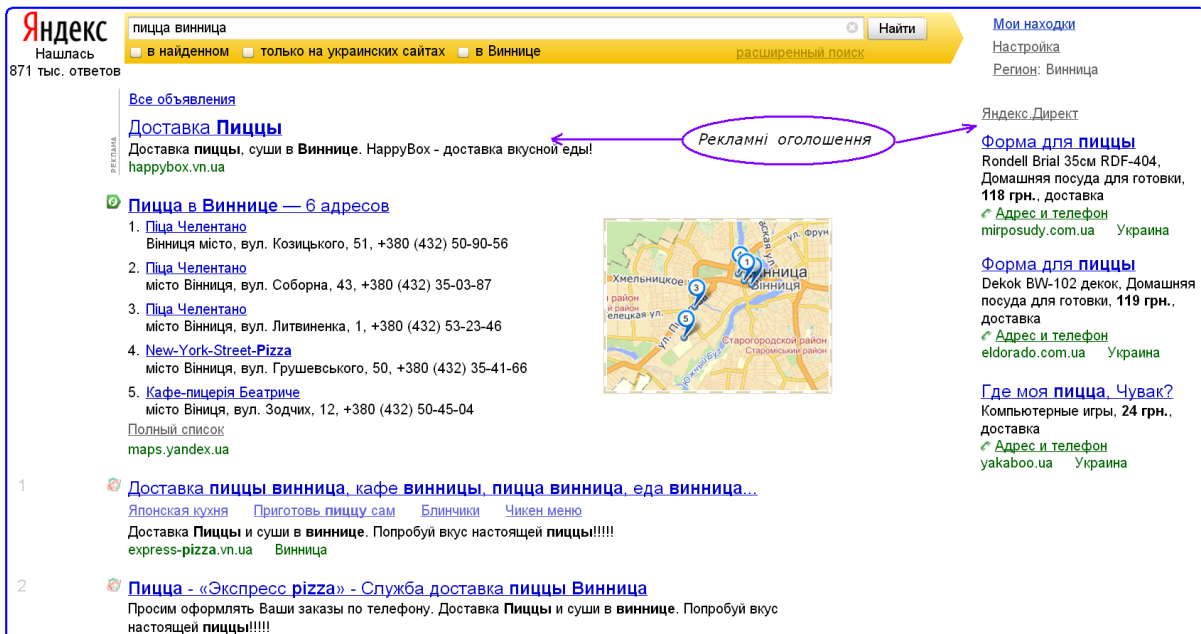 Яндекс
Нашлась
871 тыс. ответов
пицца винница
Найти
в найденном только на украинских сайтах в Виннице расширенный поиск
Мои находки
Настройка
Регион: Винница
Все объявления
РЕКЛАМА
Доставка Пиццы
Доставка пиццы, суши в Виннице. HappyBox - доставка вкусной еды!
happybox.vn.ua
Рекламні оголошення
Пицца в Виннице — 6 адресов
1. Піца Челентано
Вінниця місто, вул. Козицького, 51, +380 (432) 50-90-56
2. Піца Челентано
місто Вінниця, вул. Соборна, 43, +380 (432) 35-03-87
3. Піца Челентано
місто Вінниця, вул. Литвиненка, 1, +380 (432) 53-23-46
4. New-York-Street-Pizza
місто Вінниця, вул. Грушевського, 50, +380 (432) 35-41-66
5. Кафе-пицерія Беатриче
місто Віниця, вул. Зодчих, 12, +380 (432) 50-45-04
Полный список
maps.yandex.ua
ул. Фрун
Хмельницкое
1
3
5
Винница
Вінниця
Старогородской район
Староміський район
Южный Буг
1
Доставка пиццы винница, кафе винницы, пицца винница, еда винница...
Японская кухня Приготовь пиццу сам Блинчики Чикен меню
Доставка Пиццы и суши в виннице. Попробуй вкус настоящей пиццы!!!!!
express-pizza.vn.ua Винница
2
Пицца - «Экспресс pizza» - Служба доставка пиццы Винница
Просим оформлять Ваши заказы по телефону. Доставка Пиццы и суши в виннице. Попробуй вкус
настоящей пиццы!!!!!
Яндекс.Директ
Форма для пиццы
Rondell Brial 35см RDF-404,
Домашняя посуда для готовки,
118 грн., доставка
Адрес и телефон
mirposudy.com.ua Украина
Форма для пиццы
Dekok BW-102 декок, Домашняя
посуда для готовки, 119 грн.,
доставка
Адрес и телефон
eldorado.com.ua Украина
Где моя пицца, Чувак?
Компьютерные игры, 24 грн.,
доставка
Адрес и телефон
yakaboo.ua Украина